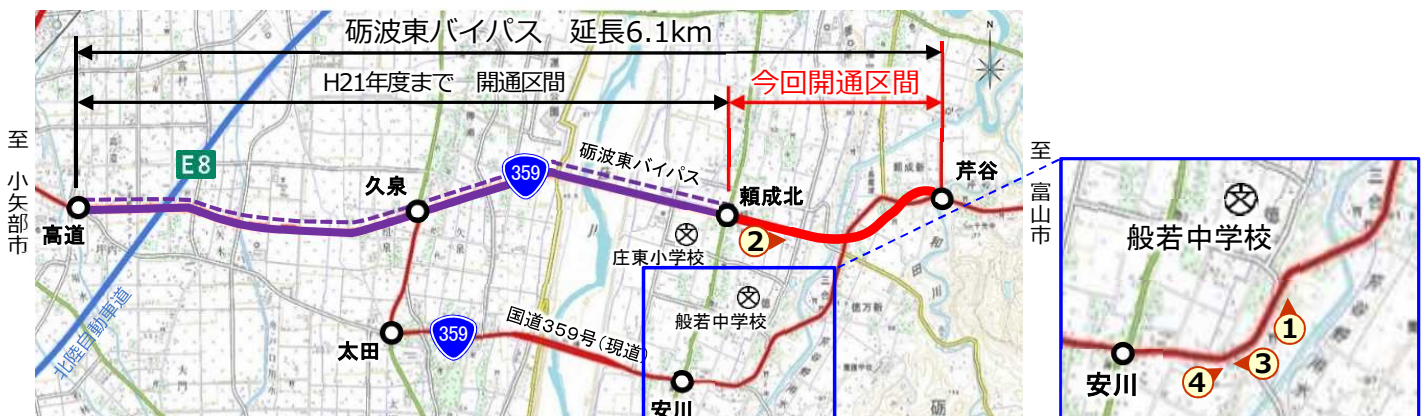 砺波東バイパス 延長6.1km
H21年度まで 開通区間
今回開通区間
至 小矢部市
E8
359
砺波東バイパス
久泉
高道
頼成北
芹谷
至 富山市
2
庄東小学校
般若中学校
北陸自動車道
太田
359
国道359号(現道)
安川
般若中学校
1
3
4
安川